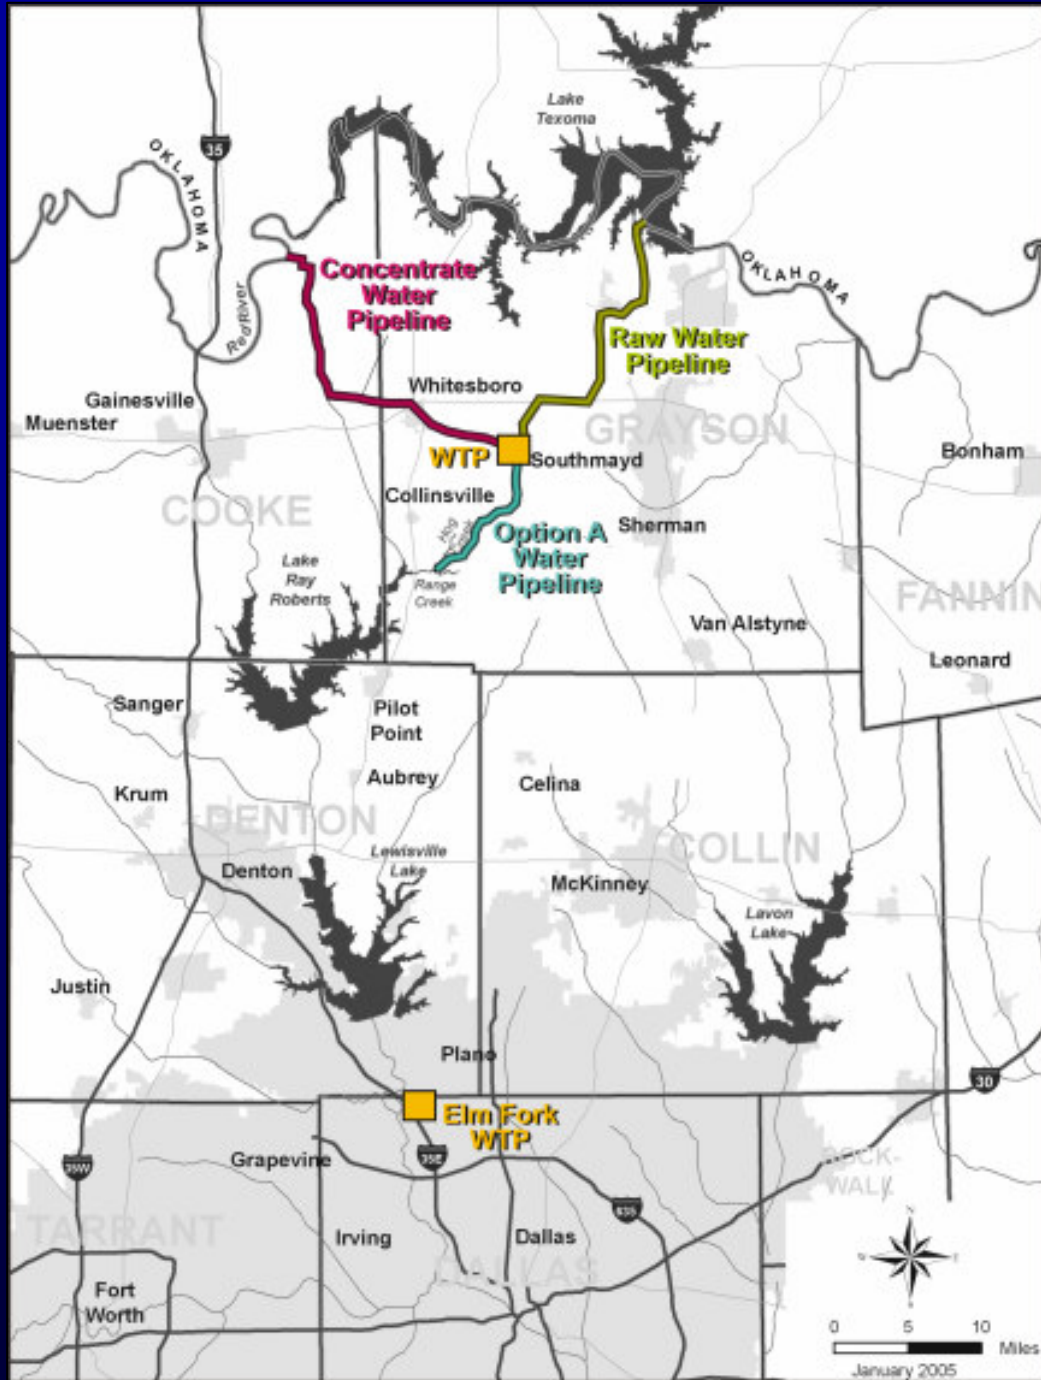 Lake
Texoma
35
OKLAHOMA
OKLAHOMA
Red River
Concentrate
Water
Pipeline
Raw Water
Pipeline
Whitesboro
Gainesville
Muenster
GRAYSON
WTP
Southmayd
Bonham
Collinsville
COOKE
Hog
Sherman
Option A
Water
Pipeline
Lake
Ray
Roberts
Range
Creek
FANNIN
Van Alstyne
Leonard
Sanger
Pilot
Point
Aubrey
Celina
Krum
DENTON
COLLIN
Lewisville
Lake
Denton
McKinney
Lavon
Lake
Justin
Plano
30
Elm Fork
WTP
35W
Grapevine
35E
ROCK-
WALL
635
TARRANT
Irving
Dallas
DALLAS
Fort
Worth
N
0 5 10
Miles
January 2005